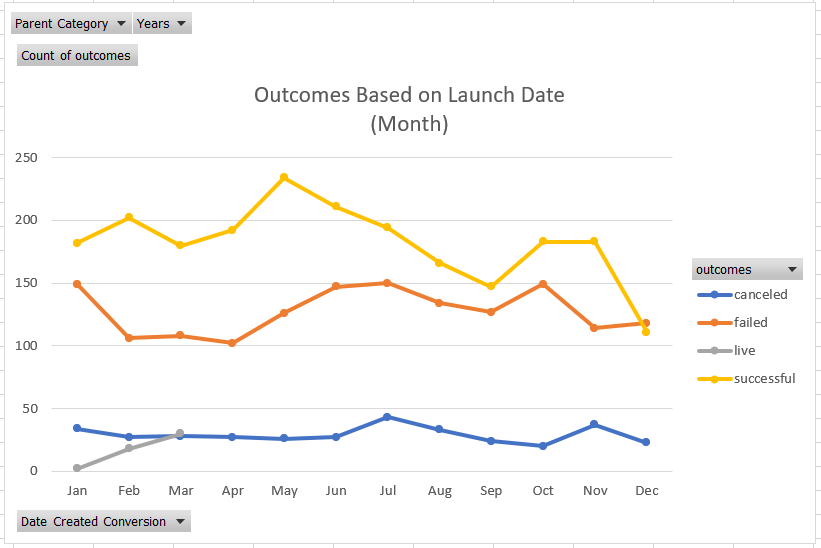 Parent Category Years
Count of outcomes
Outcomes Based on Launch Date
(Month)
250
200
150
100
50
0
Jan Feb Mar Apr May Jun Jul Aug Sep Oct Nov Dec
outcomes
canceled
failed
live
successful
Date Created Conversion